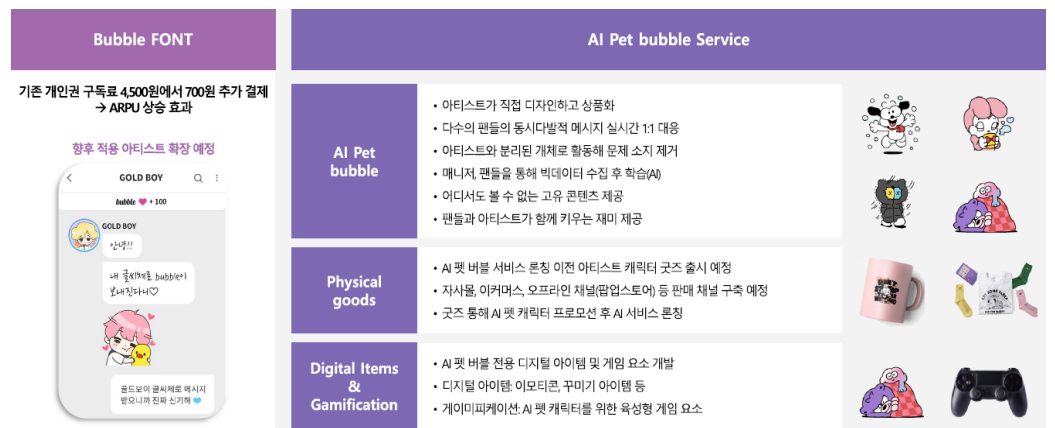 Bubble FONT
기존 개인권 구독료 4,500원에서 700원 추가 결제
→ ARPU 상승 효과
향후 적용 아티스트 확장 예정
GOLD BOY
bubble + 100
GOLD BOY
안녕!!
내 글씨체로 bubble이
보내진다니♡
골드보이 글씨체로 메시지
받으니까 진짜 신기해
AI Pet bubble Service
AI Pet
bubble
• 아티스트가 직접 디자인하고 상품화
• 다수의 팬들의 동시다발적 메시지 실시간 1:1 대응
• 아티스트와 분리된 개체로 활동해 문제 소지 제거
• 매니저, 팬들을 통해 빅데이터 수집 후 학습(AI)
• 어디서도 볼 수 없는 고유 콘텐츠 제공
• 팬들과 아티스트가 함께 키우는 재미 제공
Physical
goods
• AI 펫 버블 서비스 론칭 이전 아티스트 캐릭터 굿즈 출시 예정
• 자사몰, 이커머스, 오프라인 채널(팝업스토어) 등 판매 채널 구축 예정
• 굿즈 통해 AI 펫 캐릭터 프로모션 후 AI 서비스 론칭
Digital Items
&
Gamification
• AI 펫 버블 전용 디지털 아이템 및 게임 요소 개발
• 디지털 아이템: 이모티콘, 꾸미기 아이템 등
• 게이미피케이션: AI 펫 캐릭터를 위한 육성형 게임 요소